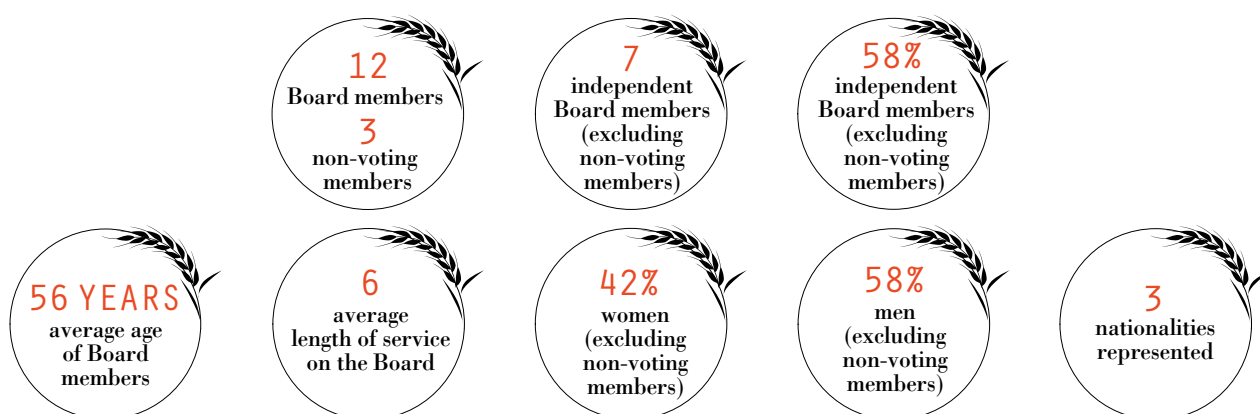 12
Board members
3
non-voting
members
7
independent
Board members
(excluding
non-voting
members)
58%
independent
Board members
(excluding
non-voting
members)
56 YEARS
average age
of Board
members
6
average
length of service
on the Board
42%
women
(excluding
non-voting
members)
58%
men
(excluding
non-voting
members)
3
nationalities
represented